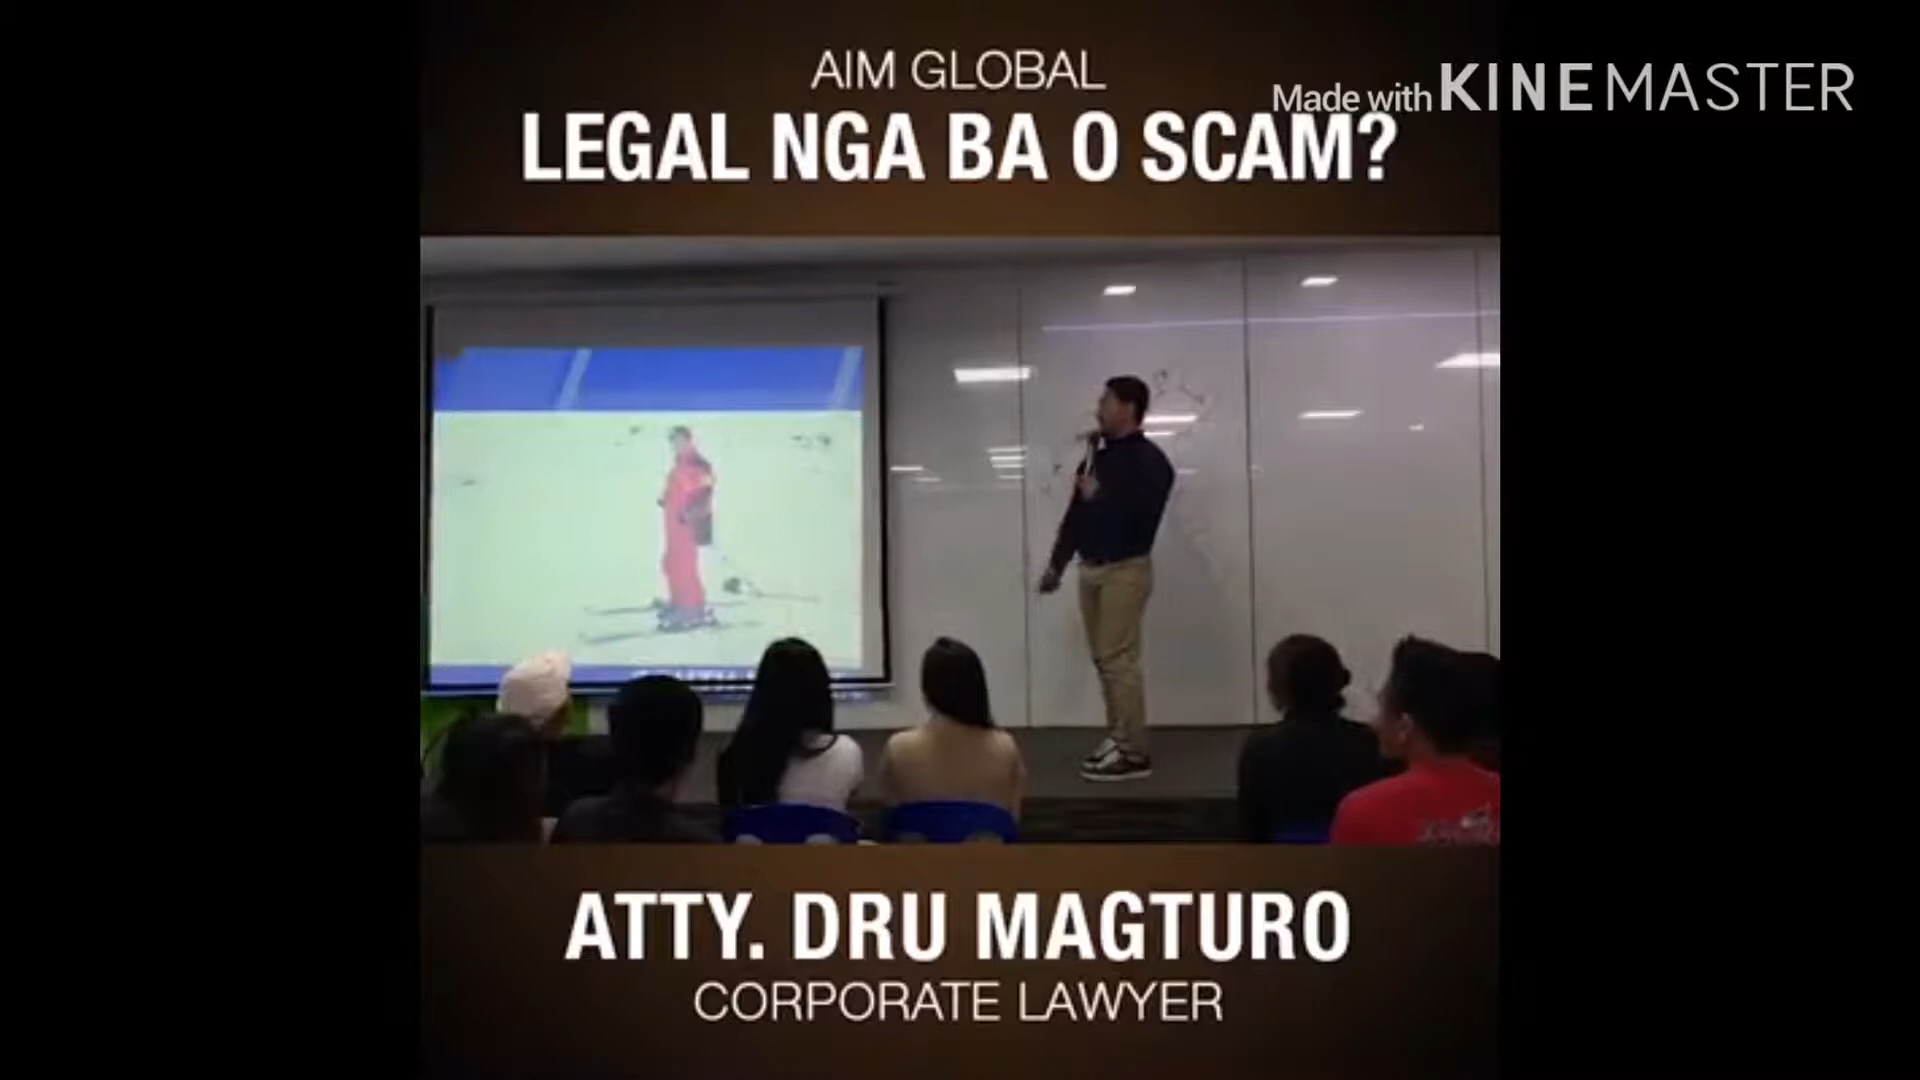 AIM GLOBAL
Made with KINEMASTER
LEGAL NGA BA O SCAM?
ATTY. DRU MAGTURO
CORPORATE LAWYER